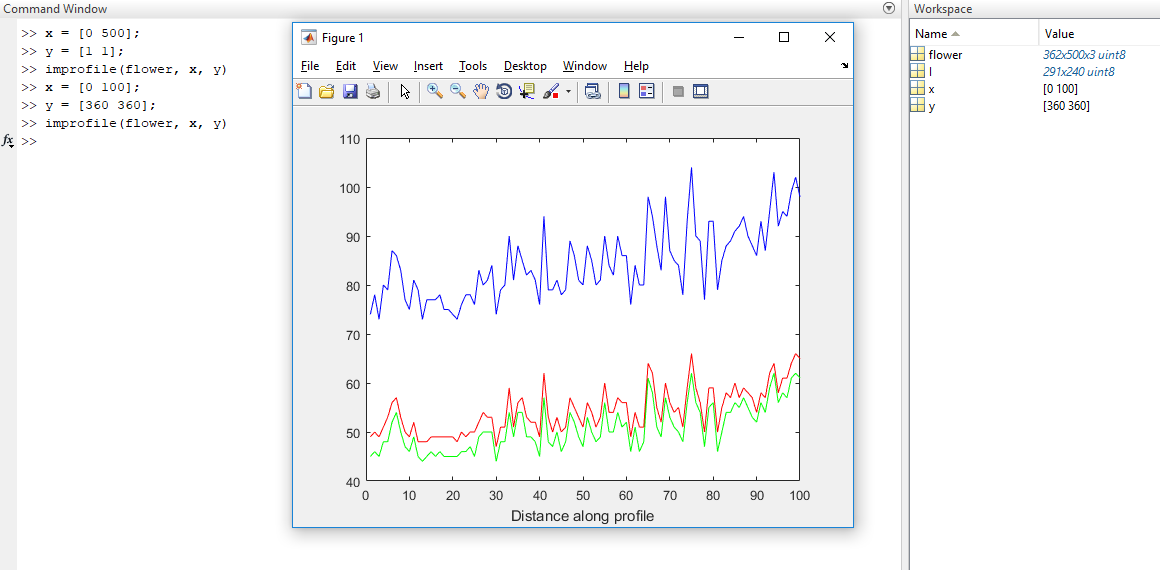 Command Window
>> x = [0 500];
>> y = [1 1];
>> improfile(flower, x, y)
>> x = [0 100];
>> y = [360 360];
>> improfile(flower, x, y)
fx >>
Figure 1
File Edit View Insert Tools Desktop Window Help
110
100
90
80
70
60
50
40
0 10 20 30 40 50 60 70 80 90 100
Distance along profile
Workspace
Name Value
flower 362x500x3 uint8
I 291x240 uint8
x [0 100]
y [360 360]